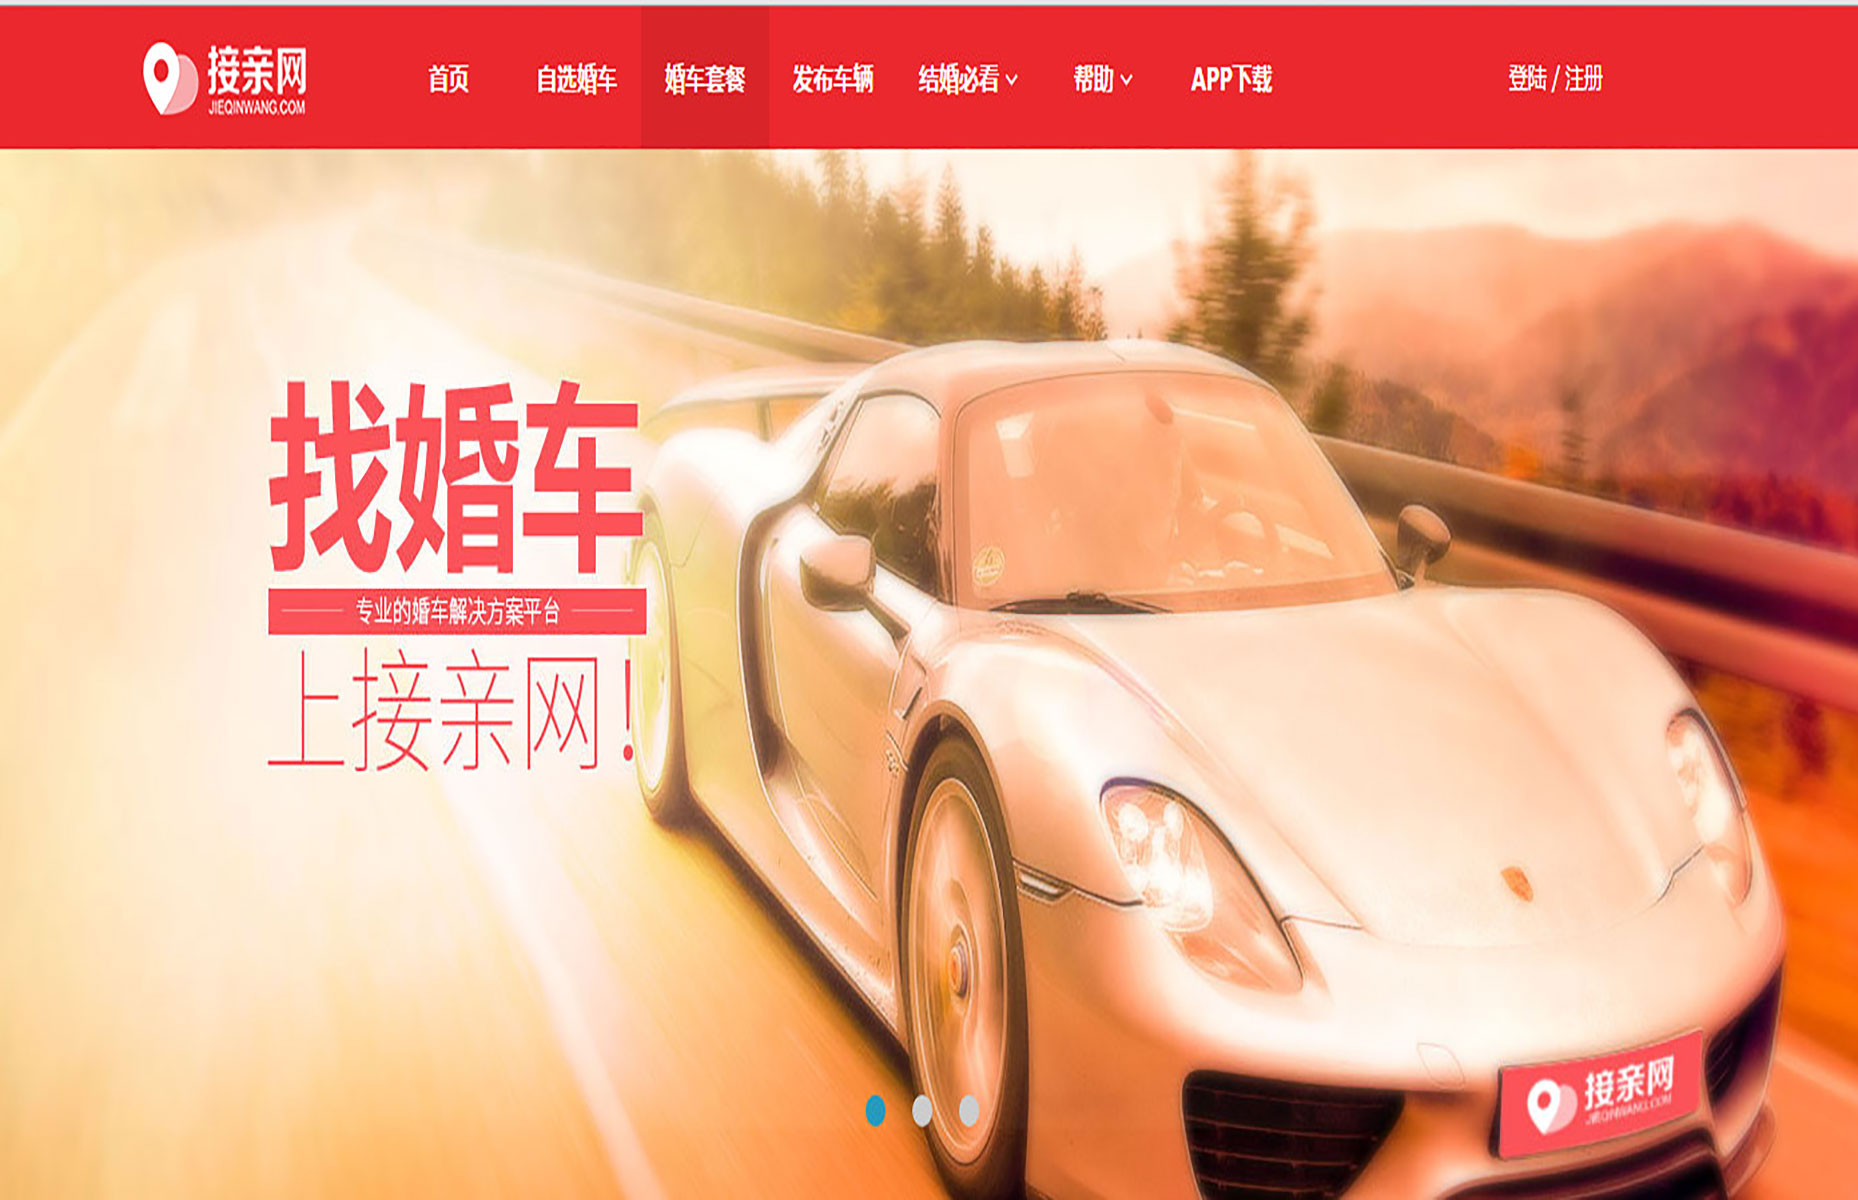 接亲网
JIEQINWANG.COM
首页 自选婚车 婚车套餐 发布车辆 结婚必看 帮助 APP下载 登陆 / 注册
找婚车
专业的婚车解决方案平台
上接亲网!
接亲网
JIEQINWANG.COM